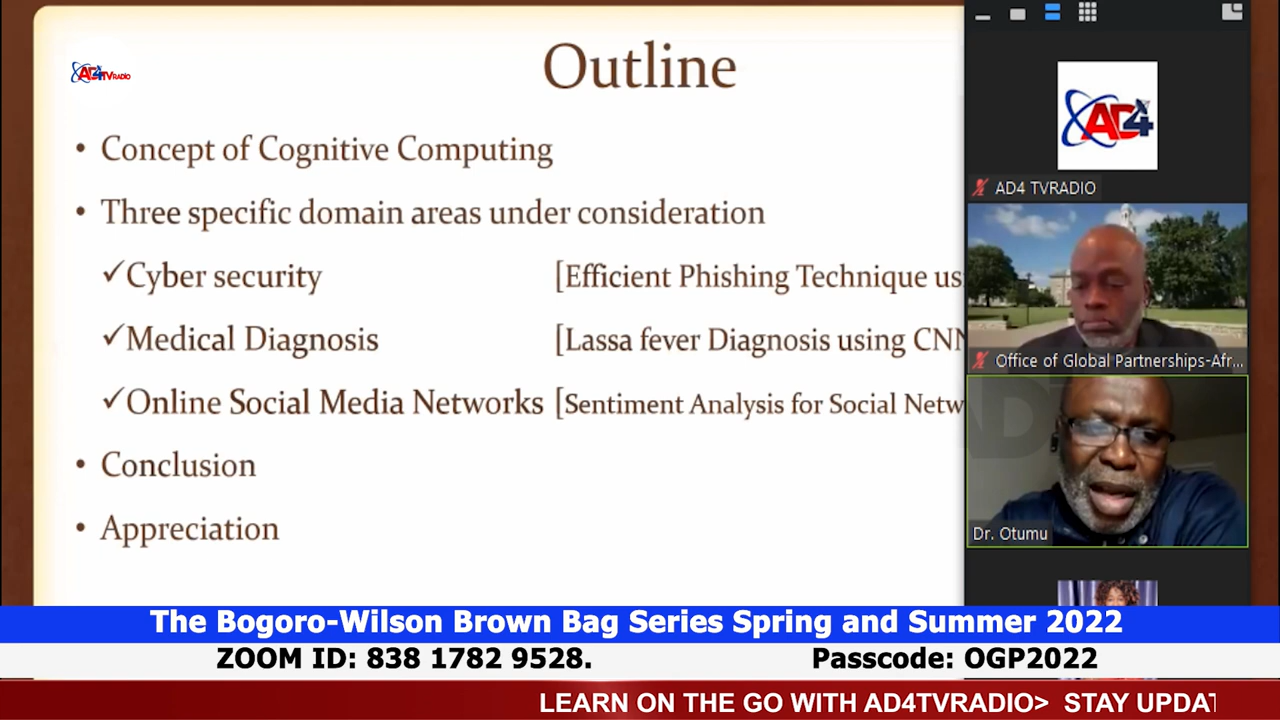 AD4TVRADIO
Outline
• Concept of Cognitive Computing
• Three specific domain areas under consideration
✓Cyber security [Efficient Phishing Technique us
✓Medical Diagnosis [Lassa fever Diagnosis using CNN
✓Online Social Media Networks [Sentiment Analysis for Social Netw
• Conclusion
• Appreciation
AD4
AD4 TVRADIO
Office of Global Partnerships-Afr...
Dr. Otumu
The Bogoro-Wilson Brown Bag Series Spring and Summer 2022
ZOOM ID: 838 1782 9528. Passcode: OGP2022
LEARN ON THE GO WITH AD4TVRADIO> STAY UPDAT